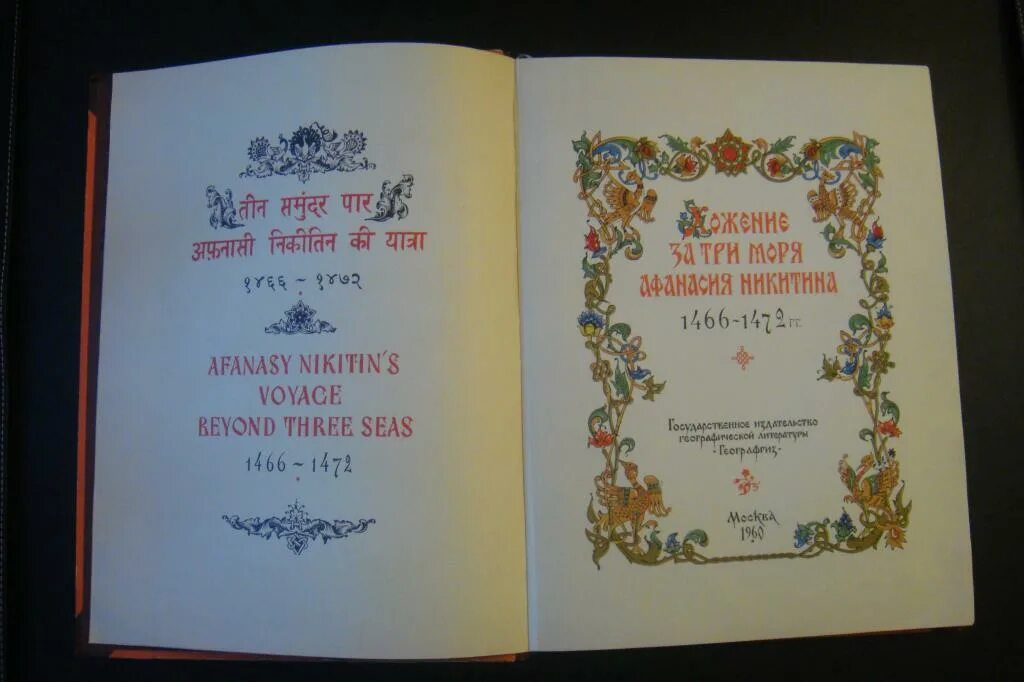 तीन समुंदर पार
अफ़नासी निकीतिन की यात्रा
१४६६ ~ १४७२
AFANASY NIKITIN'S
VOYAGE
BEYOND THREE SEAS
1466 ~ 1472
Хожение
за три моря
Афанасия Никитина
1466-1472 гг.
Государственное издательство
географической литературы
·Географгиз·
Москва
1960